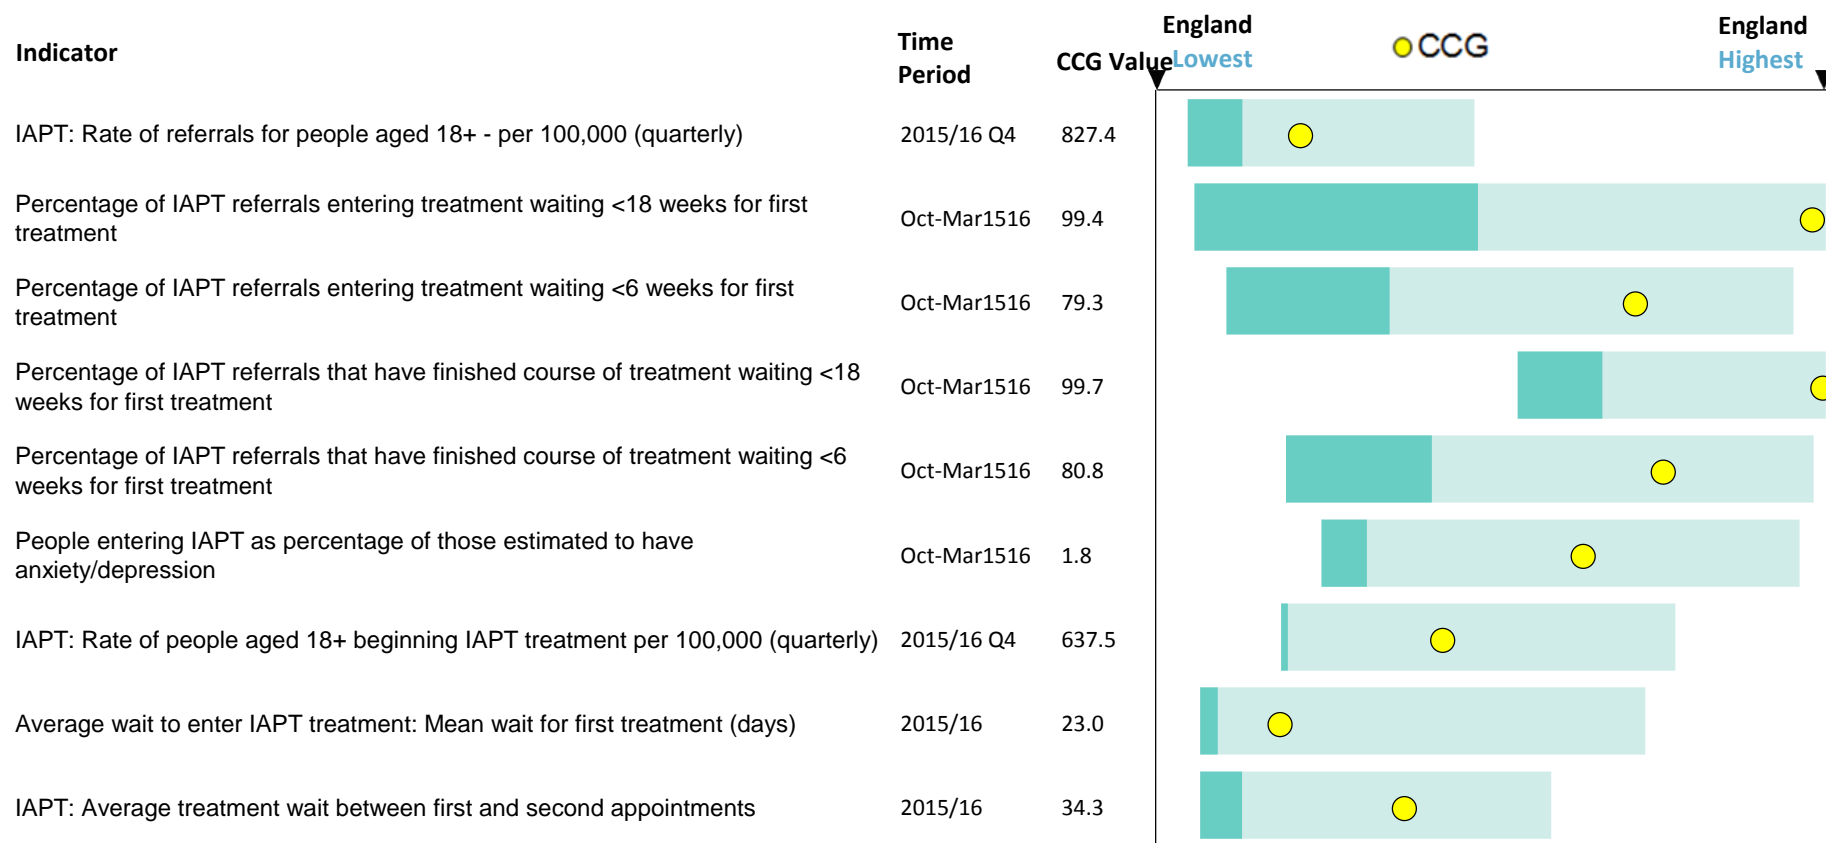 Indicator
Time
Period
CCG Value
England
Lowest
CCG
England
Highest
IAPT: Rate of referrals for people aged 18+ - per 100,000 (quarterly) 2015/16 Q4 827.4
Percentage of IAPT referrals entering treatment waiting <18 weeks for first
treatment
Oct-Mar1516 99.4
Percentage of IAPT referrals entering treatment waiting <6 weeks for first
treatment
Oct-Mar1516 79.3
Percentage of IAPT referrals that have finished course of treatment waiting <18
weeks for first treatment
Oct-Mar1516 99.7
Percentage of IAPT referrals that have finished course of treatment waiting <6
weeks for first treatment
Oct-Mar1516 80.8
People entering IAPT as percentage of those estimated to have
anxiety/depression
Oct-Mar1516 1.8
IAPT: Rate of people aged 18+ beginning IAPT treatment per 100,000 (quarterly) 2015/16 Q4 637.5
Average wait to enter IAPT treatment: Mean wait for first treatment (days) 2015/16 23.0
IAPT: Average treatment wait between first and second appointments 2015/16 34.3